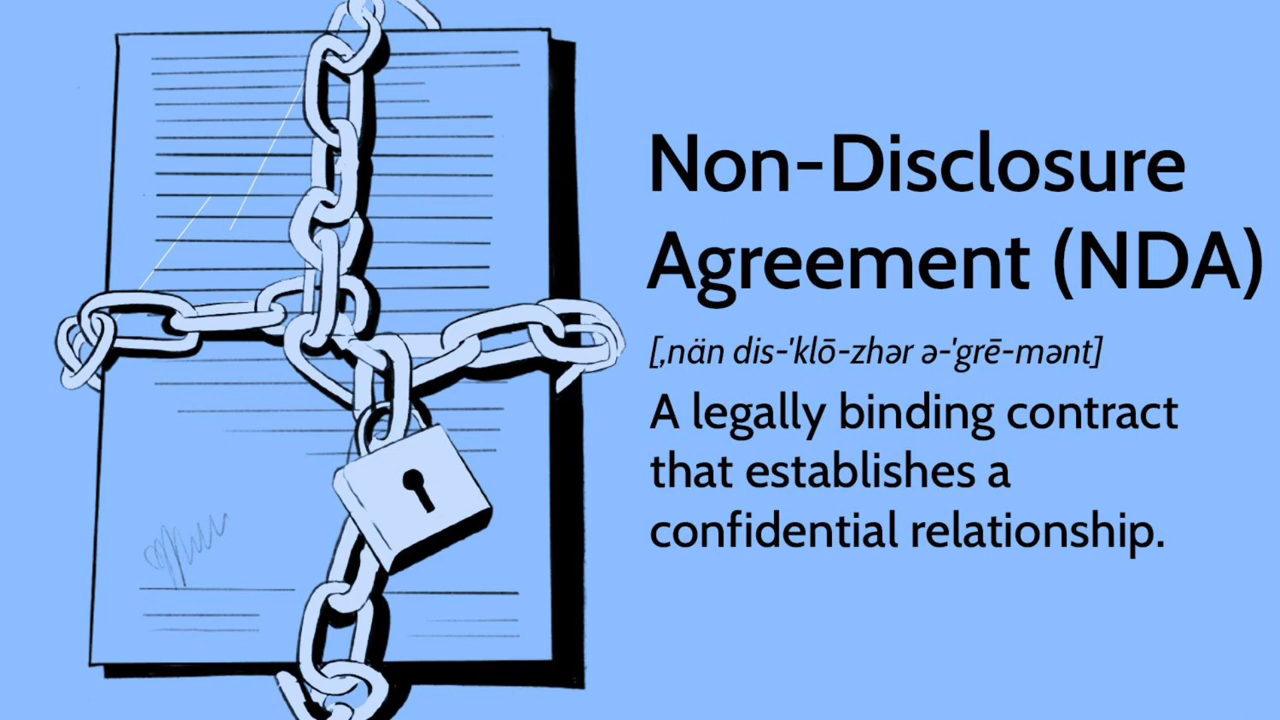 Non-Disclosure
Agreement (NDA)
[ˌnän dis-ˈklō-zhər ə-ˈgrē-mənt]
A legally binding contract
that establishes a
confidential relationship.